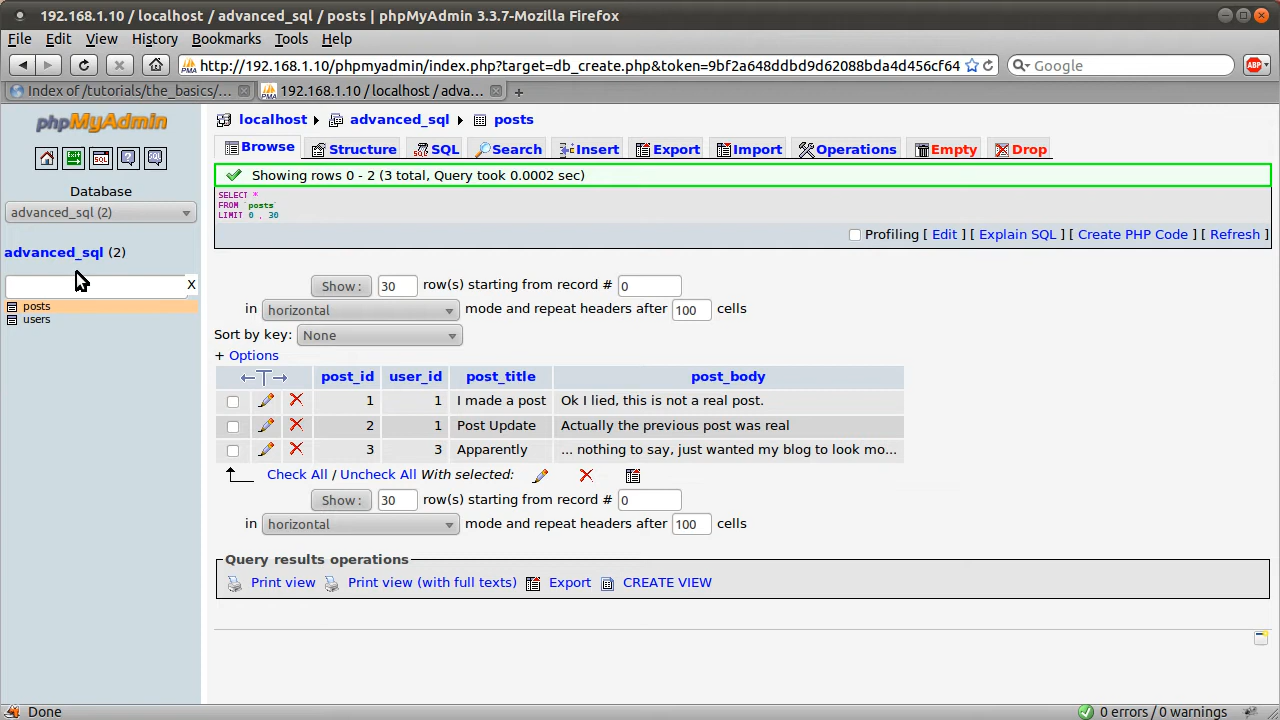 192.168.1.10 / localhost / advanced_sql / posts | phpMyAdmin 3.3.7-Mozilla Firefox
File Edit View History Bookmarks Tools Help
http://192.168.1.10/phpmyadmin/index.php?target=db_create.php&token=9bf2a648ddbd9d62088bda4d456cf64 Google ABP
Index of /tutorials/the_basics/... 192.168.1.10 / localhost / adva...
phpMyAdmin
Database
advanced_sql (2)
advanced_sql (2)
X
posts
users
localhost advanced_sql posts
Browse Structure SQL Search Insert Export Import Operations Empty Drop
Showing rows 0 - 2 (3 total, Query took 0.0002 sec)
SELECT *
FROM `posts`
LIMIT 0 , 30
Profiling [ Edit ] [ Explain SQL ] [ Create PHP Code ] [ Refresh ]
Show : 30 row(s) starting from record # 0
in horizontal mode and repeat headers after 100 cells
Sort by key: None
+ Options
←T→ post_id user_id post_title post_body
1 1 I made a post Ok I lied, this is not a real post.
2 1 Post Update Actually the previous post was real
3 3 Apparently ... nothing to say, just wanted my blog to look mo...
Check All / Uncheck All With selected:
Show : 30 row(s) starting from record # 0
in horizontal mode and repeat headers after 100 cells
Query results operations
Print view Print view (with full texts) Export CREATE VIEW
Done 0 errors / 0 warnings